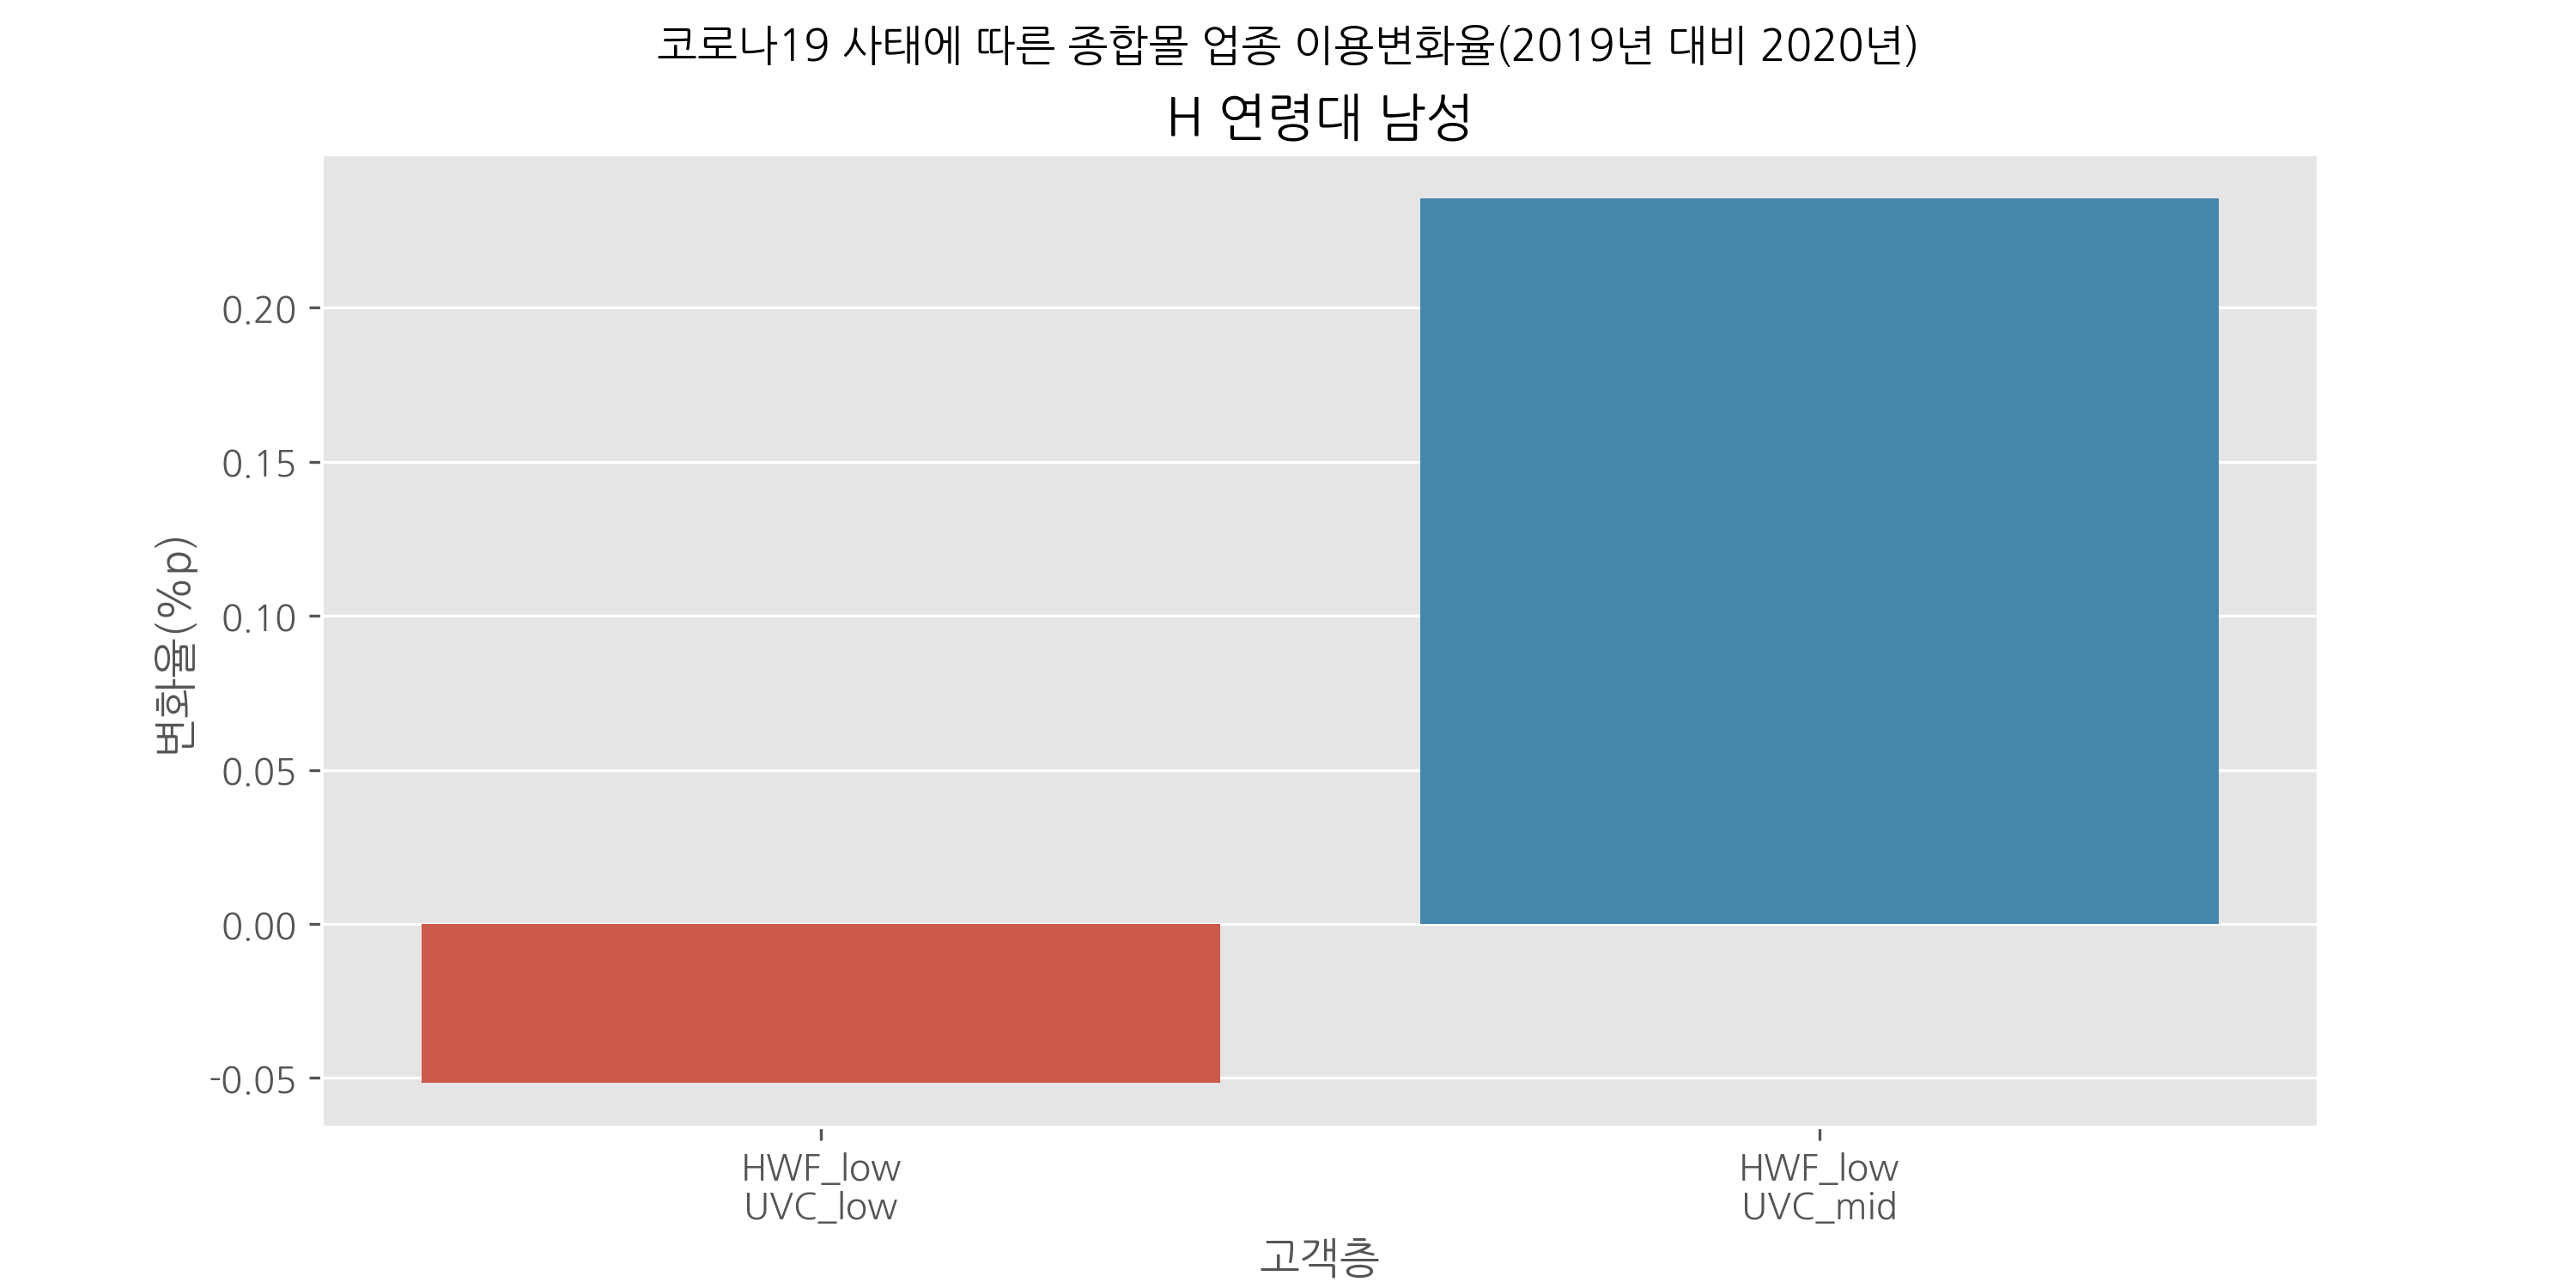 코로나19 사태에 따른 종합몰 업종 이용변화율(2019년 대비 2020년)
H 연령대 남성
변화율(%p)
0.20
0.15
0.10
0.05
0.00
-0.05
HWF_low
UVC_low
HWF_low
UVC_mid
고객층